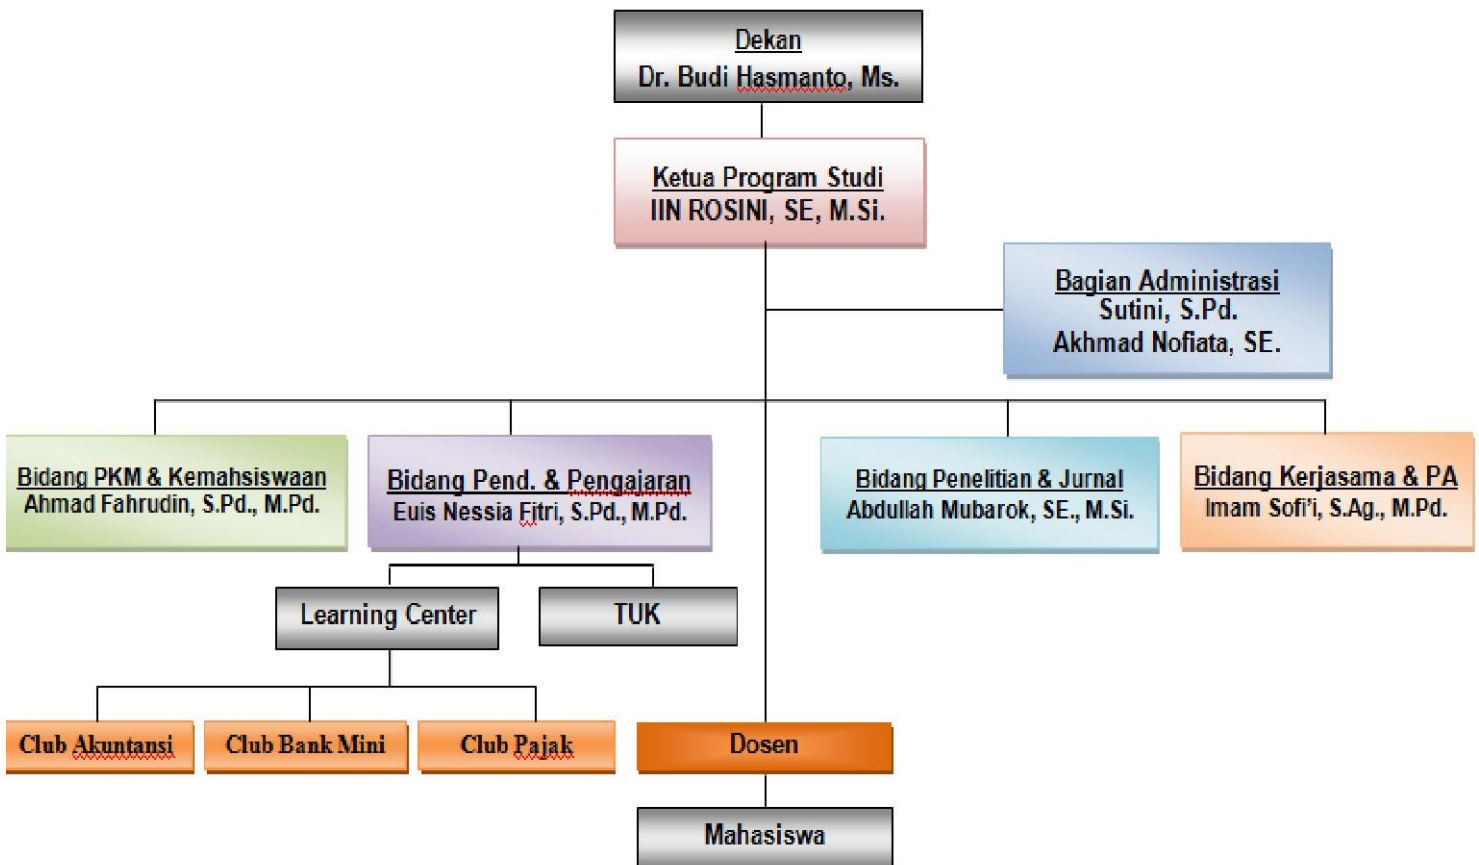 Dekan
Dr. Budi Hasmanto, Ms.
Ketua Program Studi
IIN ROSINI, SE, M.Si.
Bagian Administrasi
Sutini, S.Pd.
Akhmad Nofiata, SE.
Bidang PKM & Kemahsiswaan
Ahmad Fahrudin, S.Pd., M.Pd.
Bidang Pend. & Pengajaran
Euis Nessia Fitri, S.Pd., M.Pd.
Bidang Penelitian & Jurnal
Abdullah Mubarok, SE., M.Si.
Bidang Kerjasama & PA
Imam Sofi'i, S.Ag., M.Pd.
Learning Center
TUK
Club Akuntansi
Club Bank Mini
Club Pajak
Dosen
Mahasiswa